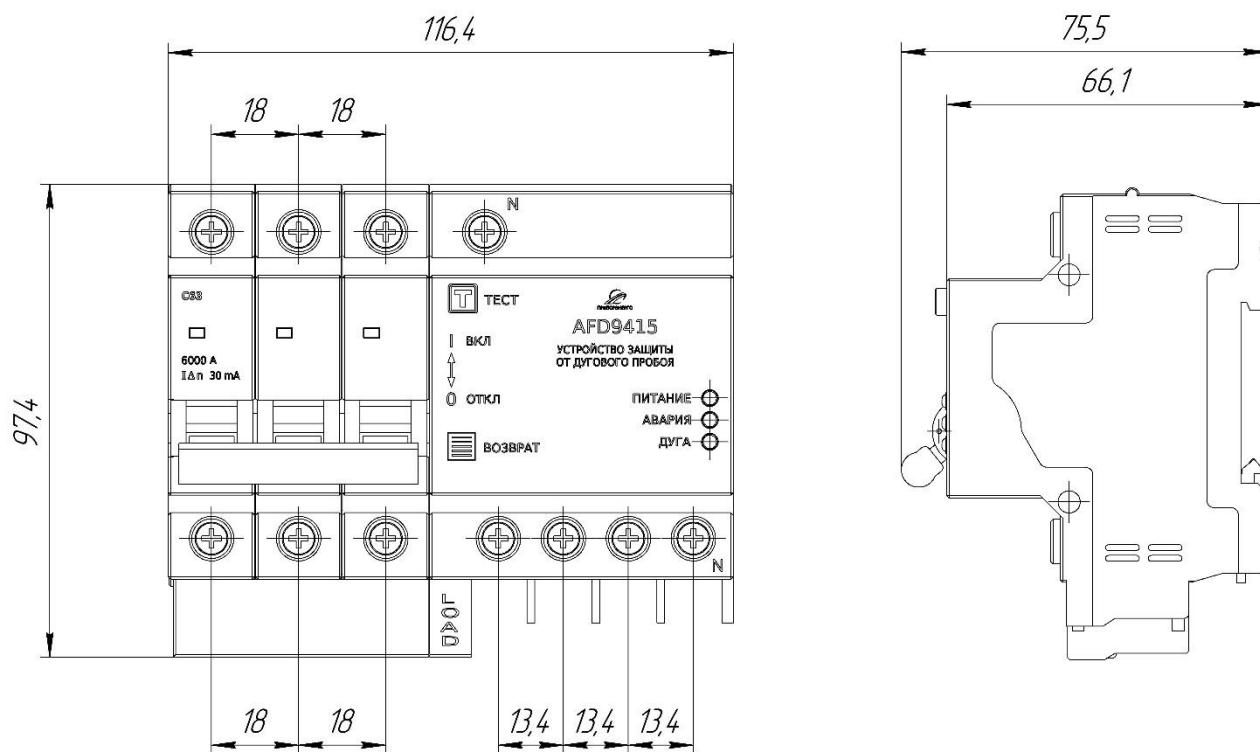 116,4
75,5
66,1
18
18
97,4
N
C63
6000 A
IΔn 30 mA
T ТЕСТ
I ВКЛ
0 ОТКЛ
ВОЗВРАТ
ПРИБОРЭНЕРГО
AFD9415
УСТРОЙСТВО ЗАЩИТЫ
ОТ ДУГОВОГО ПРОБОЯ
ПИТАНИЕ
АВАРИЯ
ДУГА
N
LOAD
18
18
13,4
13,4
13,4